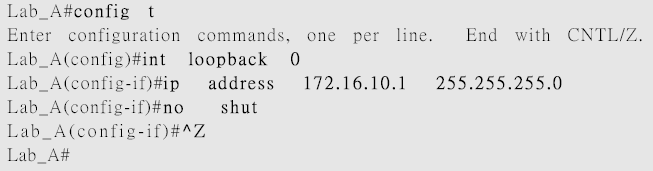 Lab_A#config t
Enter configuration commands, one per line. End with CNTL/Z.
Lab_A(config)#int loopback 0
Lab_A(config-if)#ip address 172.16.10.1 255.255.255.0
Lab_A(config-if)#no shut
Lab_A(config-if)#^Z
Lab_A#